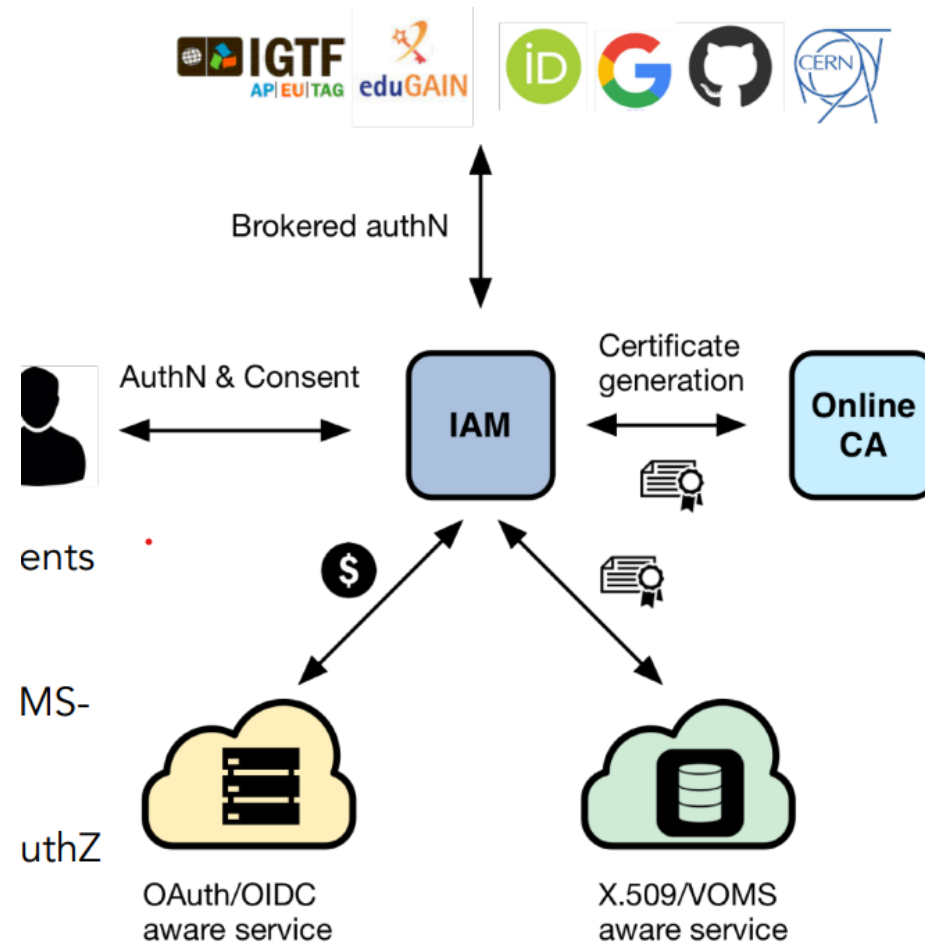 IGTF
AP|EU|TAG
eduGAIN
iD
G
CERN
Brokered authN
AuthN & Consent
Certificate
generation
IAM
Online
CA
ents
$
MS-
uthZ
OAuth/OIDC
aware service
X.509/VOMS
aware service